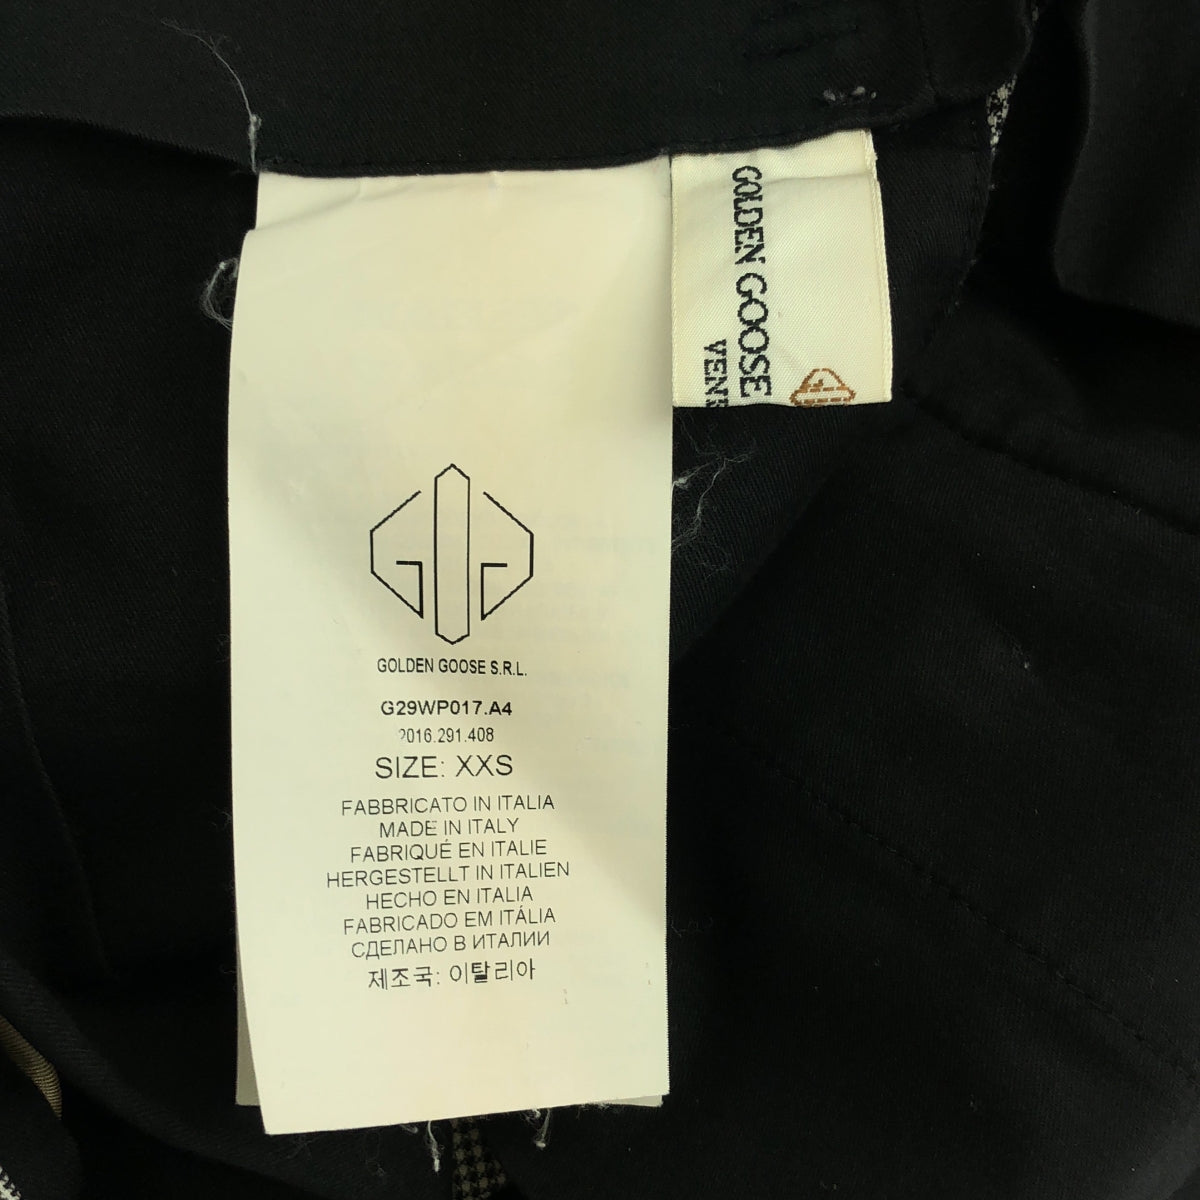 GOLDEN GOOSE
GOLDEN GOOSE S.R.L.
G29WP017.A4
2016.291.408
SIZE: XXS
FABBRICATO IN ITALIA
MADE IN ITALY
FABRIQUÉ EN ITALIE
HERGESTELLT IN ITALIEN
HECHO EN ITALIA
FABRICADO EM ITÁLIA
СДЕЛАНО В ИТАЛИИ
제조국: 이탈리아